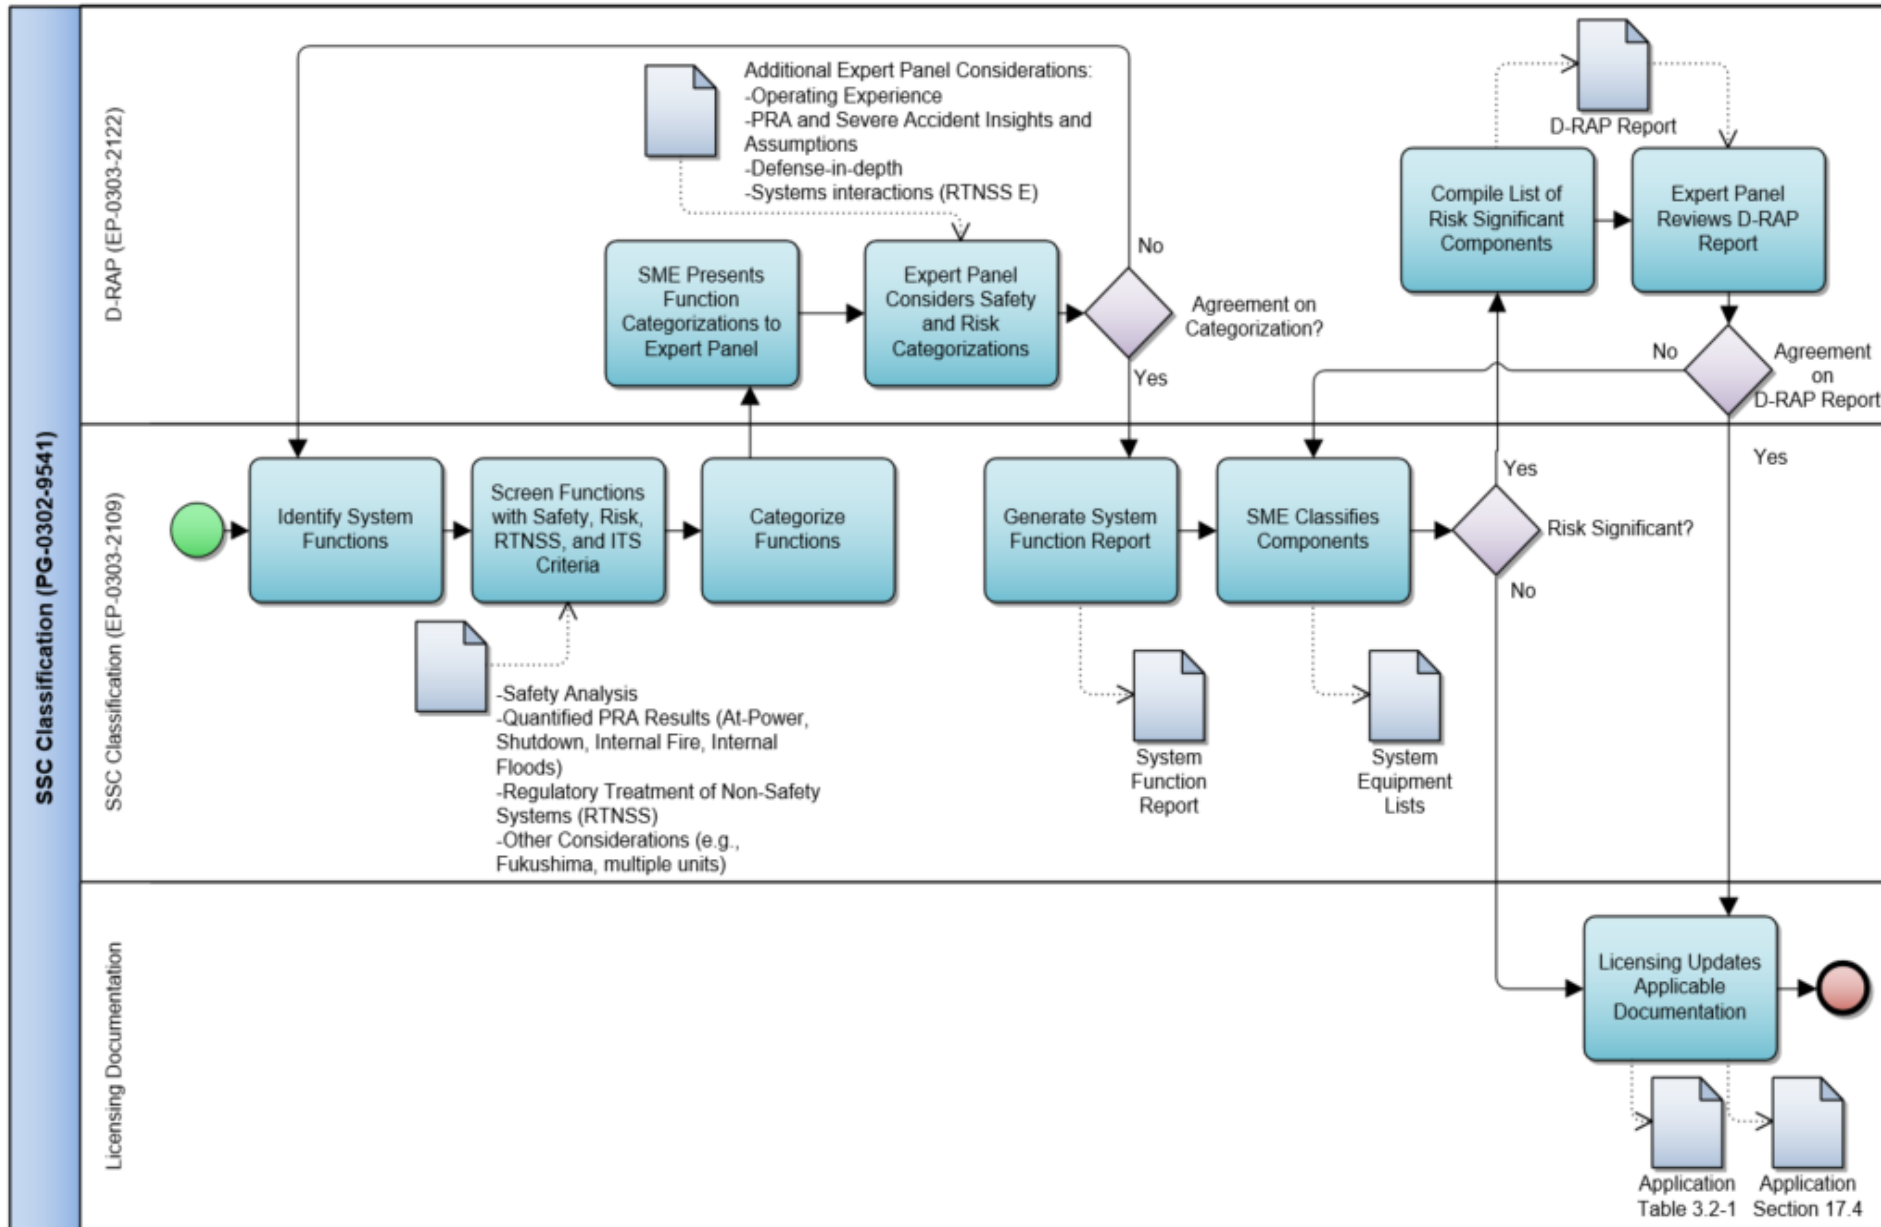 SSC Classification (PG-0302-9541)
D-RAP (EP-0303-2122)
Additional Expert Panel Considerations:
-Operating Experience
-PRA and Severe Accident Insights and
Assumptions
-Defense-in-depth
-Systems interactions (RTNSS E)
SME Presents
Function
Categorizations to
Expert Panel
Expert Panel
Considers Safety
and Risk
Categorizations
No
Agreement on
Categorization?
Yes
D-RAP Report
Compile List of
Risk Significant
Components
Expert Panel
Reviews D-RAP
Report
No
Agreement
on
D-RAP Report
Yes
SSC Classification (EP-0303-2109)
Identify System
Functions
Screen Functions
with Safety, Risk,
RTNSS, and ITS
Criteria
Categorize
Functions
Generate System
Function Report
SME Classifies
Components
Yes
Risk Significant?
No
-Safety Analysis
-Quantified PRA Results (At-Power,
Shutdown, Internal Fire, Internal
Floods)
-Regulatory Treatment of Non-Safety
Systems (RTNSS)
-Other Considerations (e.g.,
Fukushima, multiple units)
System
Function
Report
System
Equipment
Lists
Licensing Documentation
Licensing Updates
Applicable
Documentation
Application
Table 3.2-1
Application
Section 17.4